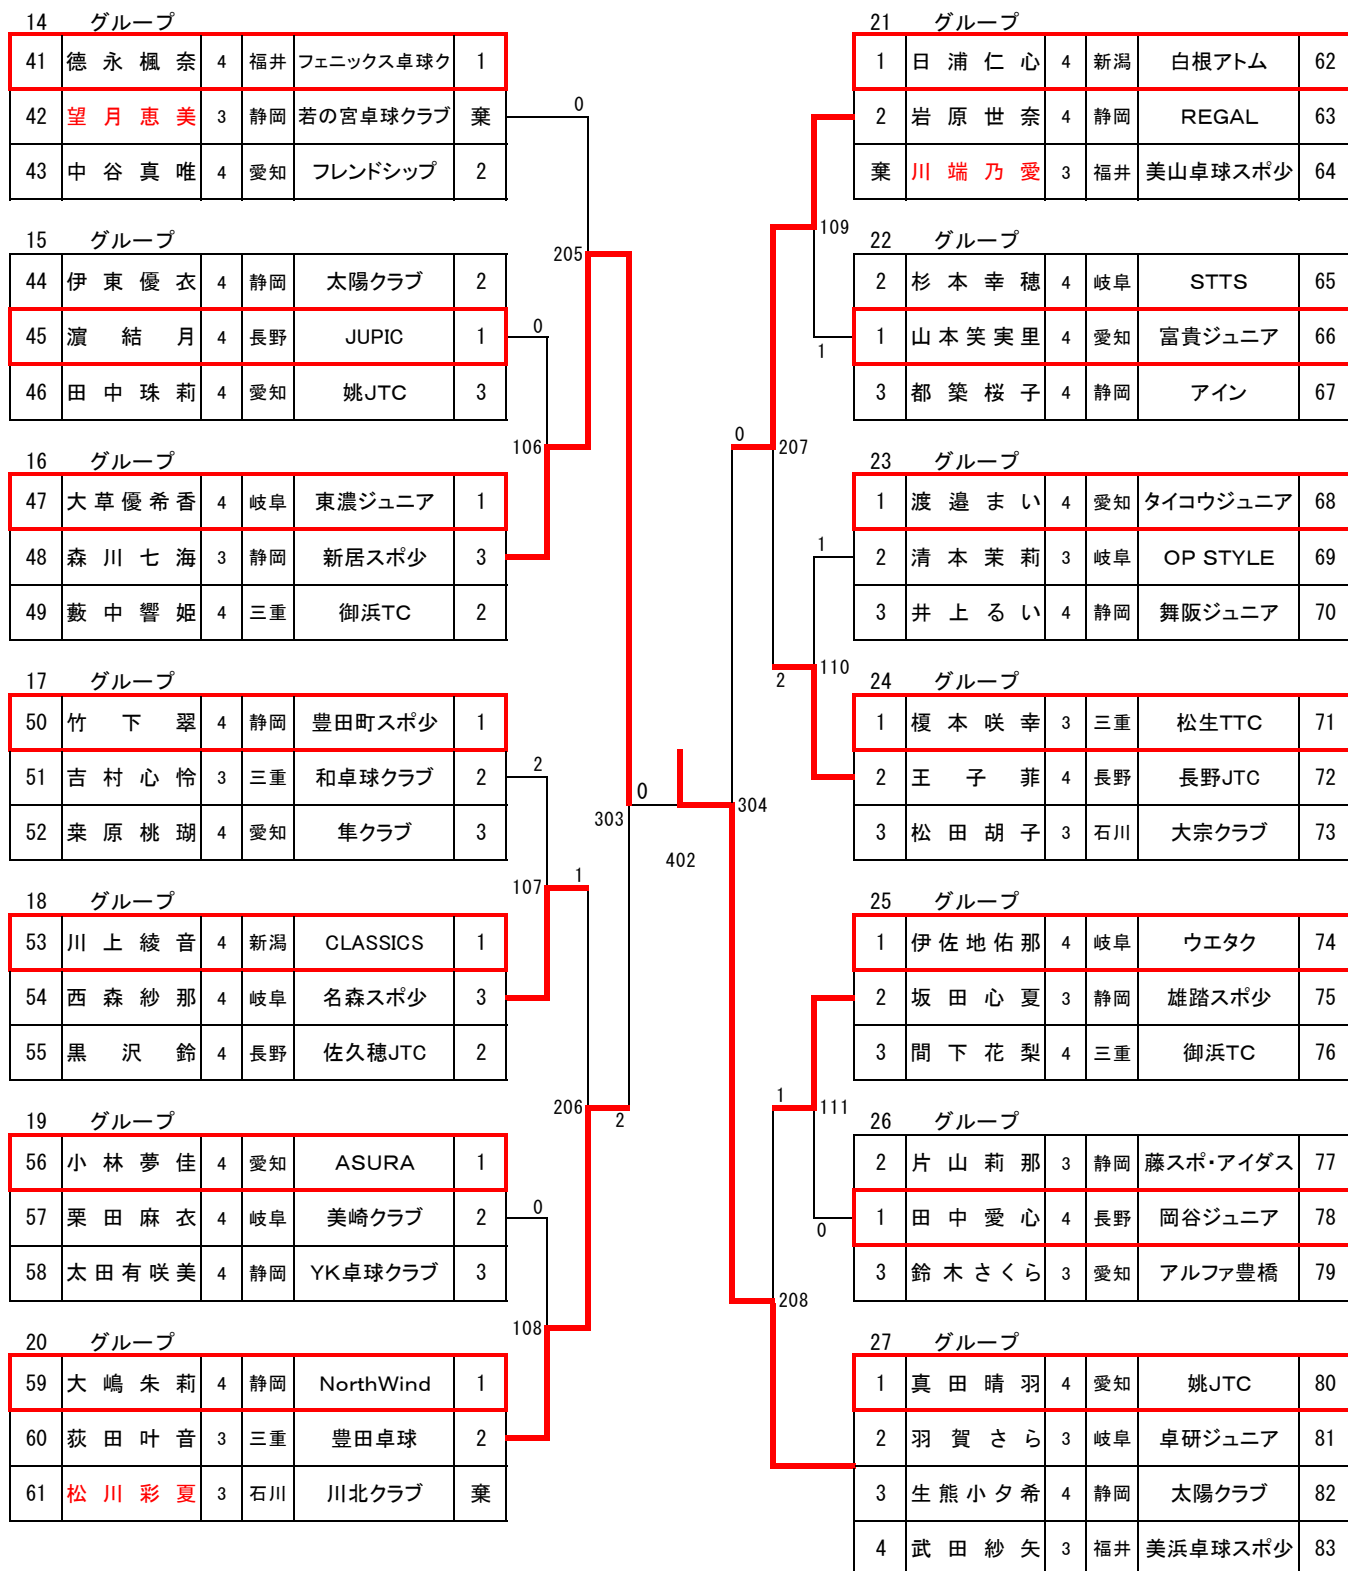 14 グループ
41 德永楓奈 4 福井 フェニックス卓球ク 1
42 望月恵美 3 静岡 若の宮卓球クラブ 棄
43 中谷真唯 4 愛知 フレンドシップ 2
0
15 グループ
205
44 伊東優衣 4 静岡 太陽クラブ 2
45 濵結月 4 長野 JUPIC 1
46 田中珠莉 4 愛知 姚JTC 3
0
106
16 グループ
47 大草優希香 4 岐阜 東濃ジュニア 1
48 森川七海 3 静岡 新居スポ少 3
49 藪中響姫 4 三重 御浜TC 2
17 グループ
50 竹下翠 4 静岡 豊田町スポ少 1
51 吉村心怜 3 三重 和卓球クラブ 2
52 桒原桃瑚 4 愛知 隼クラブ 3
2
303
0
402
107
1
18 グループ
53 川上綾音 4 新潟 CLASSICS 1
54 西森紗那 4 岐阜 名森スポ少 3
55 黒沢鈴 4 長野 佐久穂JTC 2
206
2
19 グループ
56 小林夢佳 4 愛知 ASURA 1
57 栗田麻衣 4 岐阜 美崎クラブ 2
58 太田有咲美 4 静岡 YK卓球クラブ 3
0
108
20 グループ
59 大嶋朱莉 4 静岡 NorthWind 1
60 荻田叶音 3 三重 豊田卓球 2
61 松川彩夏 3 石川 川北クラブ 棄
21 グループ
1 日浦仁心 4 新潟 白根アトム 62
2 岩原世奈 4 静岡 REGAL 63
棄 川端乃愛 3 福井 美山卓球スポ少 64
109
22 グループ
2 杉本幸穂 4 岐阜 STTS 65
1 山本笑実里 4 愛知 富貴ジュニア 66
3 都築桜子 4 静岡 アイン 67
1
0
207
23 グループ
1 渡邉まい 4 愛知 タイコウジュニア 68
2 清本茉莉 3 岐阜 OP STYLE 69
3 井上るい 4 静岡 舞阪ジュニア 70
1
2
110
24 グループ
1 榎本咲幸 3 三重 松生TTC 71
2 王子菲 4 長野 長野JTC 72
3 松田胡子 3 石川 大宗クラブ 73
304
25 グループ
1 伊佐地佑那 4 岐阜 ウエタク 74
2 坂田心夏 3 静岡 雄踏スポ少 75
3 間下花梨 4 三重 御浜TC 76
1
111
26 グループ
2 片山莉那 3 静岡 藤スポ・アイダス 77
1 田中愛心 4 長野 岡谷ジュニア 78
3 鈴木さくら 3 愛知 アルファ豊橋 79
0
208
27 グループ
1 真田晴羽 4 愛知 姚JTC 80
2 羽賀さら 3 岐阜 卓研ジュニア 81
3 生熊小夕希 4 静岡 太陽クラブ 82
4 武田紗矢 3 福井 美浜卓球スポ少 83